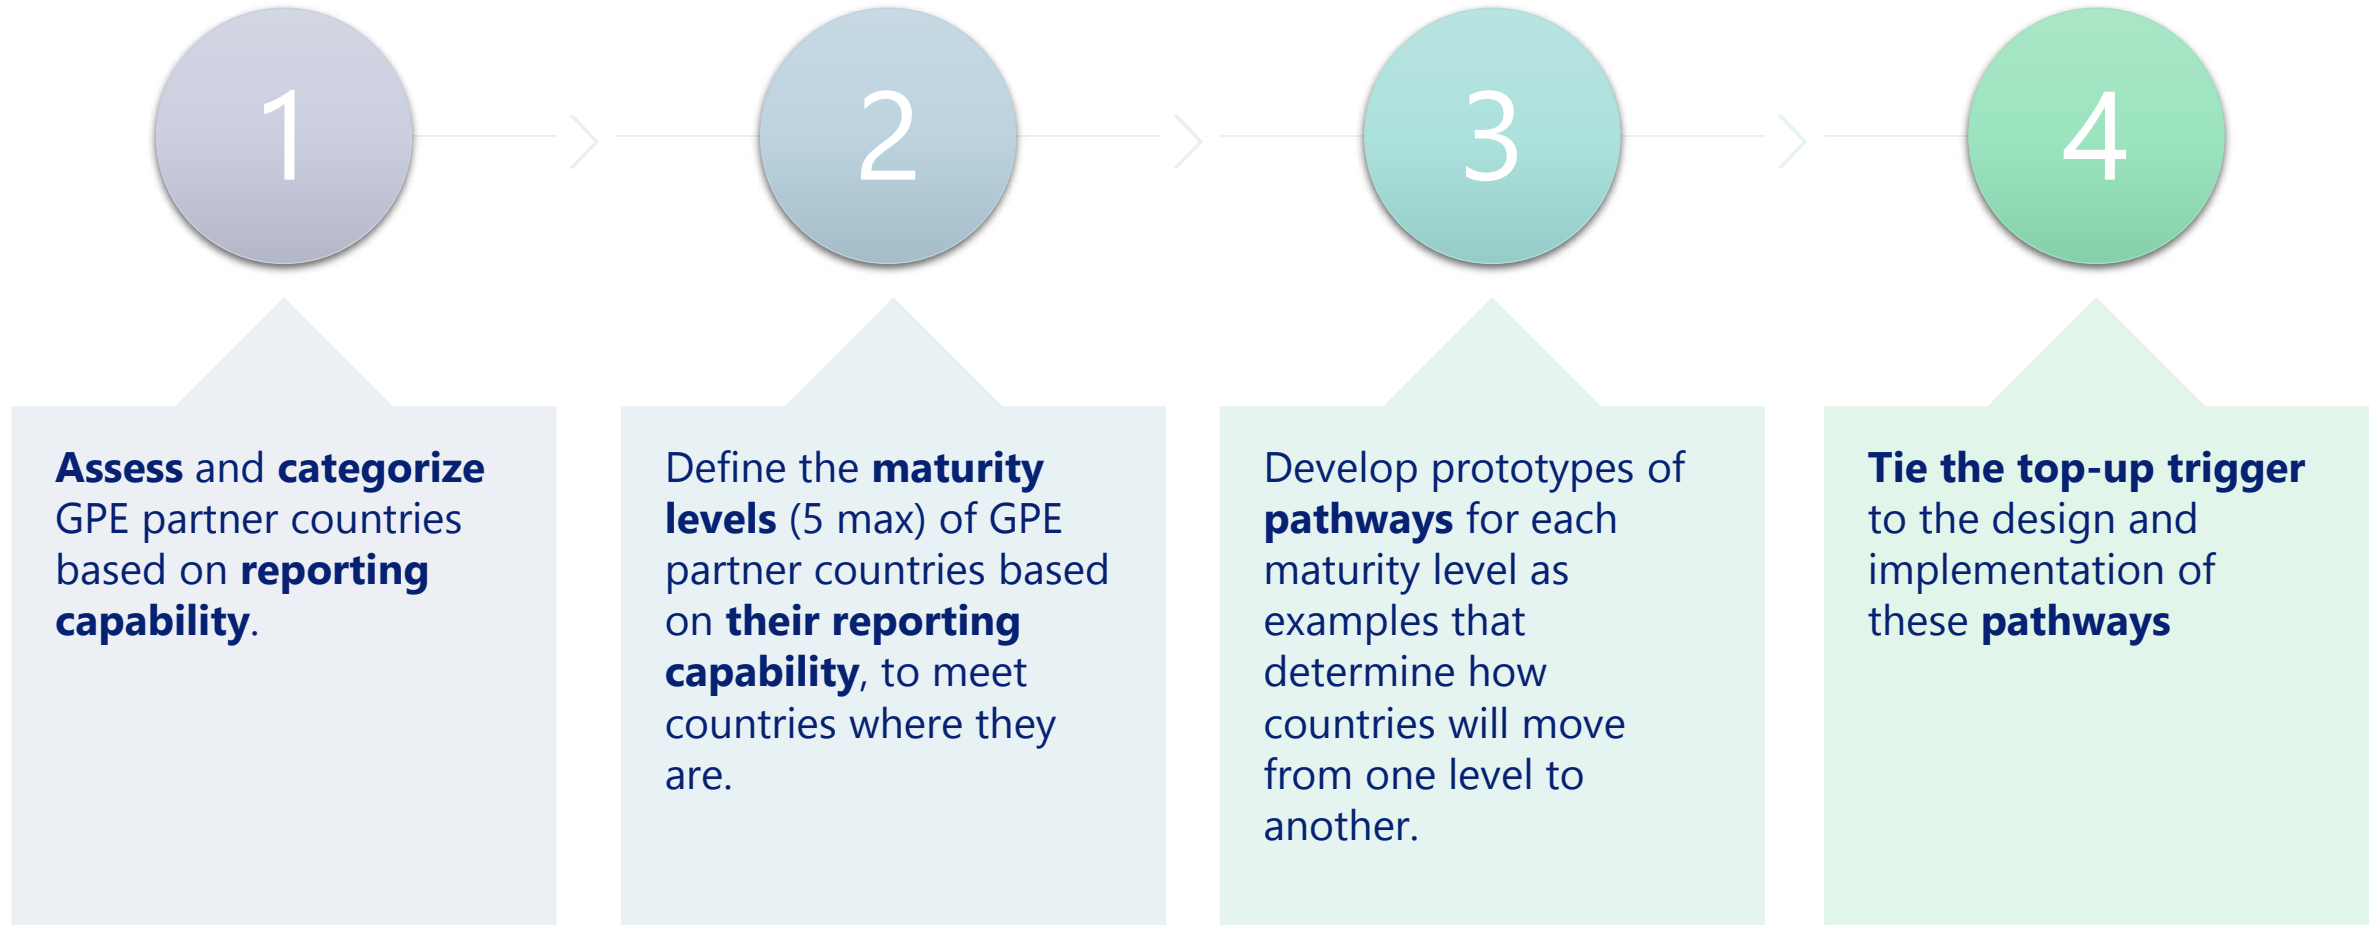 1
Assess and categorize
GPE partner countries
based on reporting
capability.
2
Define the maturity
levels (5 max) of GPE
partner countries based
on their reporting
capability, to meet
countries where they
are.
3
Develop prototypes of
pathways for each
maturity level as
examples that
determine how
countries will move
from one level to
another.
4
Tie the top-up trigger
to the design and
implementation of
these pathways